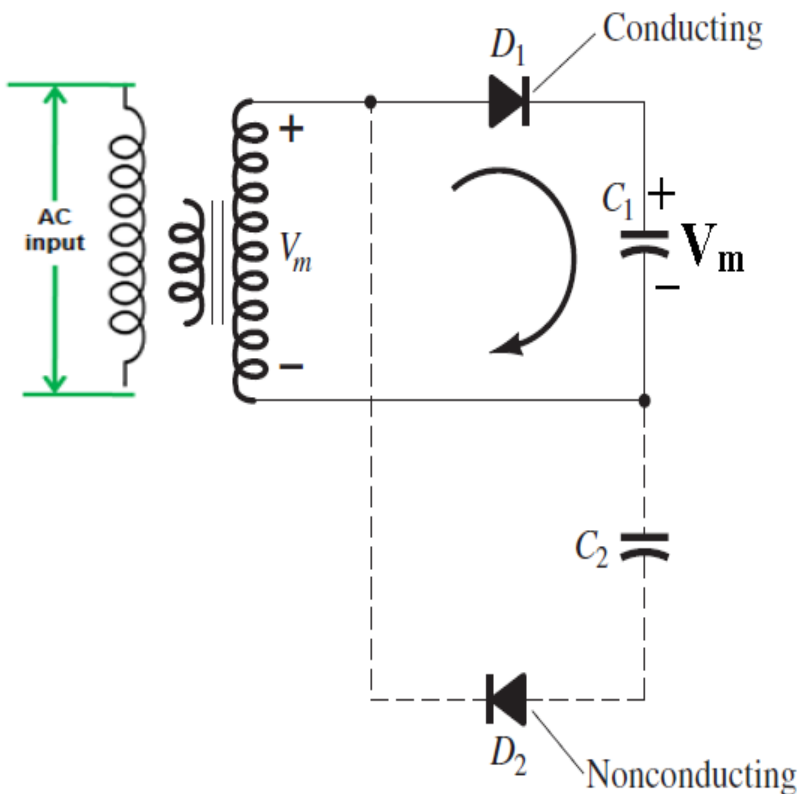 Conducting
D1
AC
input
+
Vm
−
C1
+
Vm
−
C2
D2
Nonconducting